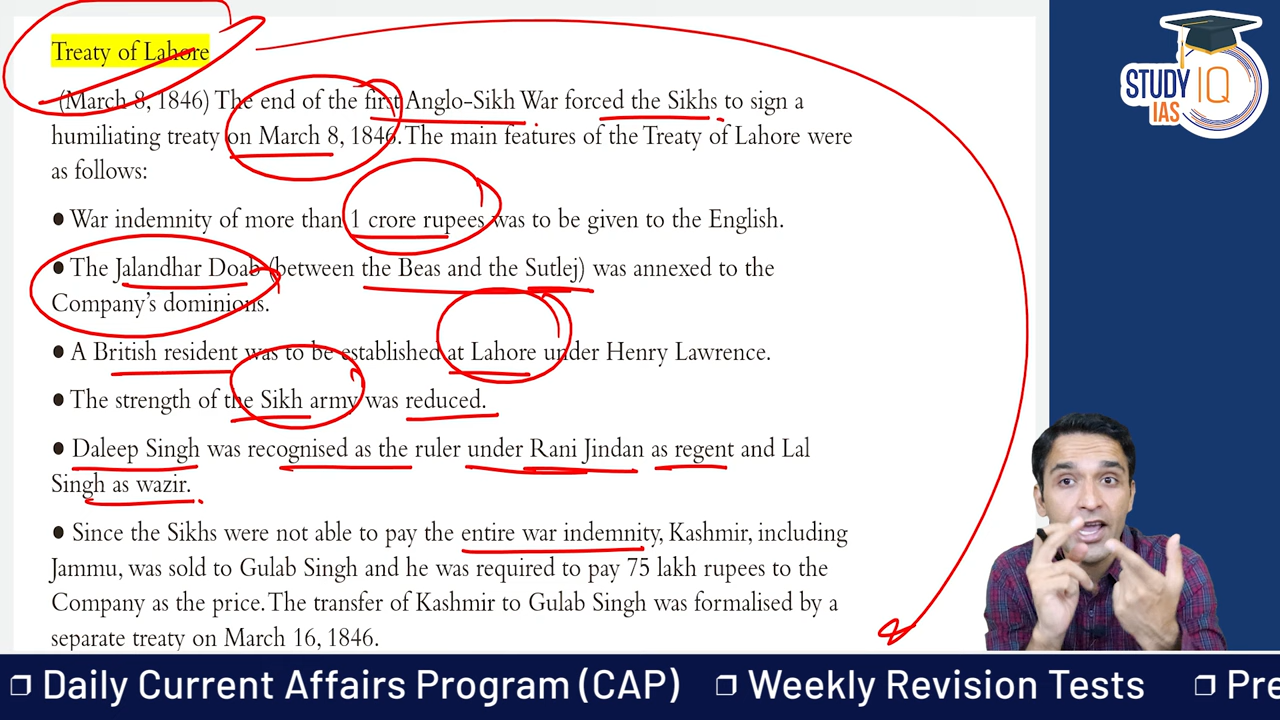 Treaty of Lahore
(March 8, 1846) The end of the first Anglo-Sikh War forced the Sikhs to sign a
humiliating treaty on March 8, 1846. The main features of the Treaty of Lahore were
as follows:
● War indemnity of more than 1 crore rupees was to be given to the English.
● The Jalandhar Doab (between the Beas and the Sutlej) was annexed to the
Company's dominions.
● A British resident was to be established at Lahore under Henry Lawrence.
● The strength of the Sikh army was reduced.
● Daleep Singh was recognised as the ruler under Rani Jindan as regent and Lal
Singh as wazir.
● Since the Sikhs were not able to pay the entire war indemnity, Kashmir, including
Jammu, was sold to Gulab Singh and he was required to pay 75 lakh rupees to the
Company as the price. The transfer of Kashmir to Gulab Singh was formalised by a
separate treaty on March 16, 1846.
STUDY IQ
IAS
❐ Daily Current Affairs Program (CAP) ❐ Weekly Revision Tests ❐ Pre